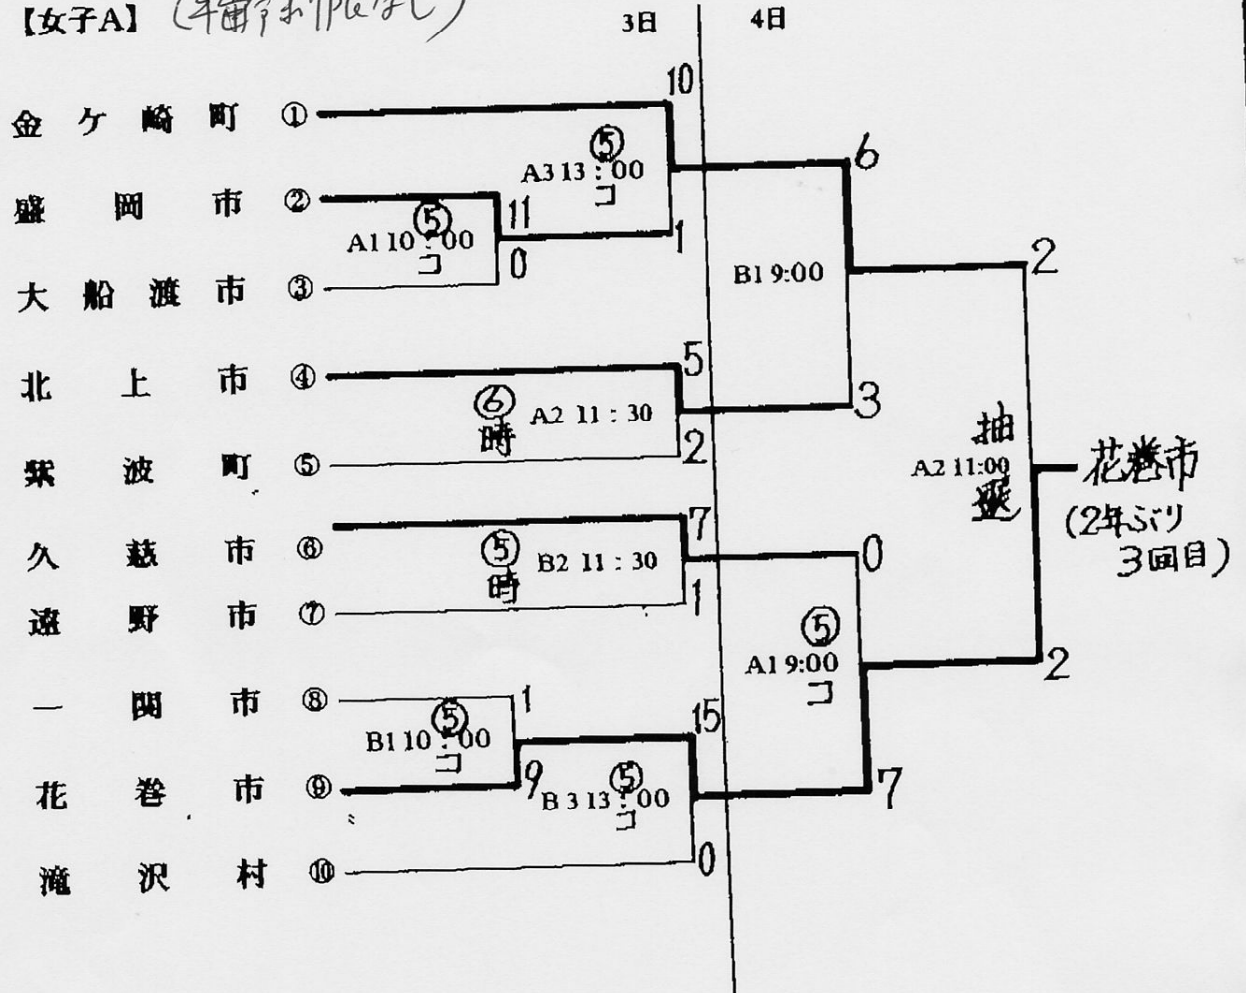 【女子A】
3日 4日
10
金ケ崎町 ①
⑤
A3 13:00
コ
6
盛岡市 ②
11
⑤
A1 10:00
コ
0
1
大船渡市 ③
B1 9:00
2
5
北上市 ④
⑥
A2 11:30
時
3
2
紫波町 ⑤
抽
A2 11:00
選
花巻市
(2年ぶり
3回目)
7
久慈市 ⑥
⑤
B2 11:30
時
0
1
遠野市 ⑦
⑤
A1 9:00
コ
2
一関市 ⑧
1
⑤
B1 10:00
コ
15
9
花巻市 ⑨
⑤
B3 13:00
コ
7
0
滝沢村 ⑩